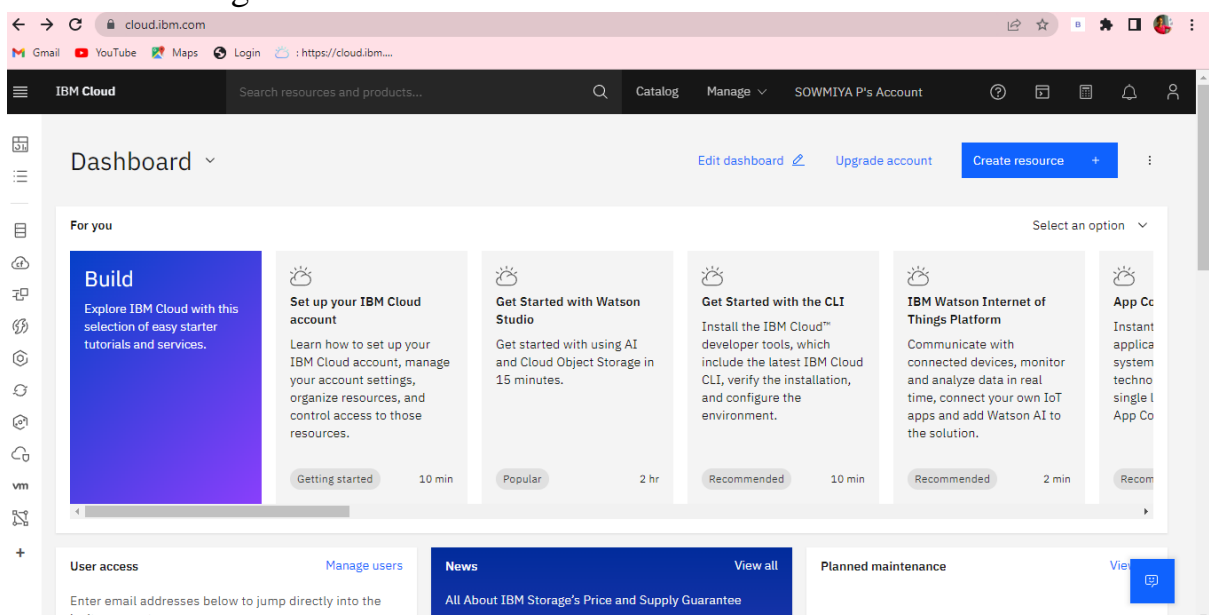 cloud.ibm.com
Gmail YouTube Maps Login : https://cloud.ibm....
IBM Cloud Search resources and products... Catalog Manage SOWMIYA P's Account
Dashboard Edit dashboard Upgrade account Create resource +
For you Select an option
Build
Explore IBM Cloud with this
selection of easy starter
tutorials and services.
Set up your IBM Cloud
account
Learn how to set up your
IBM Cloud account, manage
your account settings,
organize resources, and
control access to those
resources.
Getting started 10 min
Get Started with Watson
Studio
Get started with using AI
and Cloud Object Storage in
15 minutes.
Popular 2 hr
Get Started with the CLI
Install the IBM Cloud™
developer tools, which
include the latest IBM Cloud
CLI, verify the installation,
and configure the
environment.
Recommended 10 min
IBM Watson Internet of
Things Platform
Communicate with
connected devices, monitor
and analyze data in real
time, connect your own IoT
apps and add Watson AI to
the solution.
Recommended 2 min
App Co
Instant
applica
system
techno
single l
App Co
Recom
vm
User access Manage users
Enter email addresses below to jump directly into the
News View all
All About IBM Storage's Price and Supply Guarantee
Planned maintenance